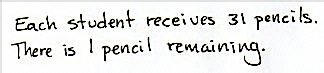 Each student receives 31 pencils.
There is 1 pencil remaining.